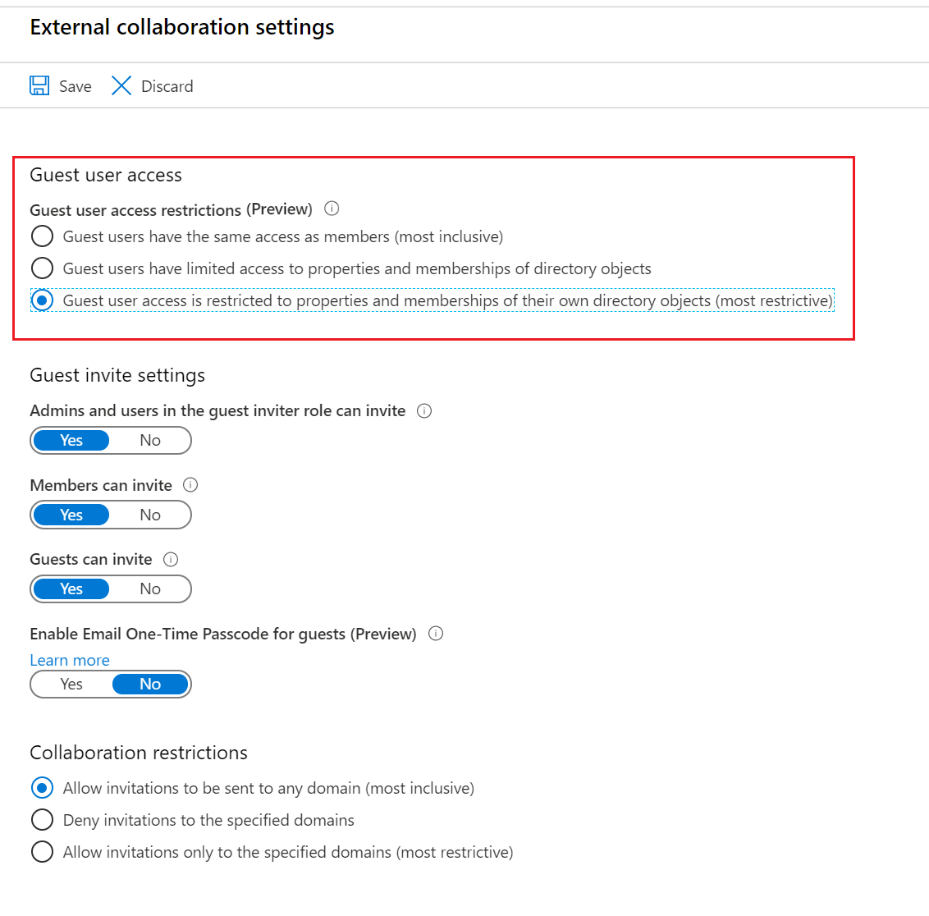 External collaboration settings
Save Discard
Guest user access
Guest user access restrictions (Preview)
Guest users have the same access as members (most inclusive)
Guest users have limited access to properties and memberships of directory objects
Guest user access is restricted to properties and memberships of their own directory objects (most restrictive)
Guest invite settings
Admins and users in the guest inviter role can invite
Yes No
Members can invite
Yes No
Guests can invite
Yes No
Enable Email One-Time Passcode for guests (Preview)
Learn more
Yes No
Collaboration restrictions
Allow invitations to be sent to any domain (most inclusive)
Deny invitations to the specified domains
Allow invitations only to the specified domains (most restrictive)